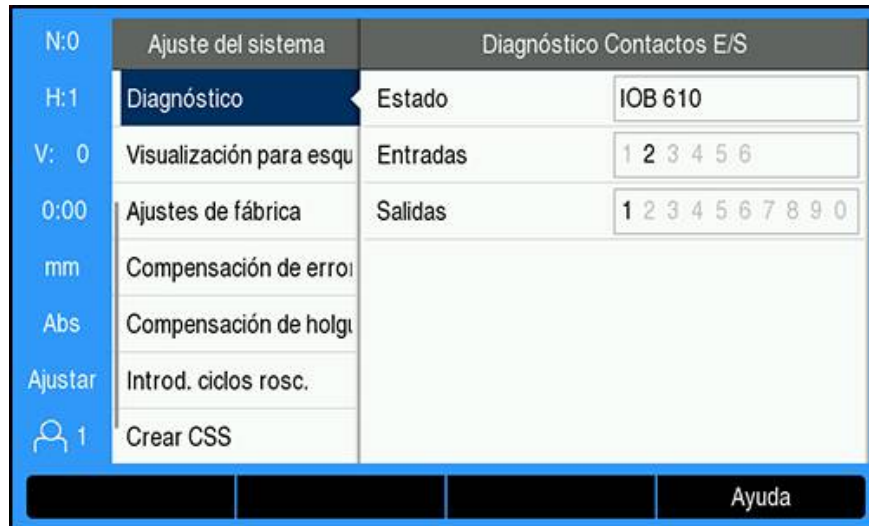 N:0
Ajuste del sistema
Diagnóstico Contactos E/S
H:1
Diagnóstico
Estado
IOB 610
V: 0
Visualización para esqu
Entradas
1 2 3 4 5 6
0:00
Ajustes de fábrica
Salidas
1 2 3 4 5 6 7 8 9 0
mm
Compensación de error
Abs
Compensación de holgu
Ajustar
Introd. ciclos rosc.
1
Crear CSS
Ayuda